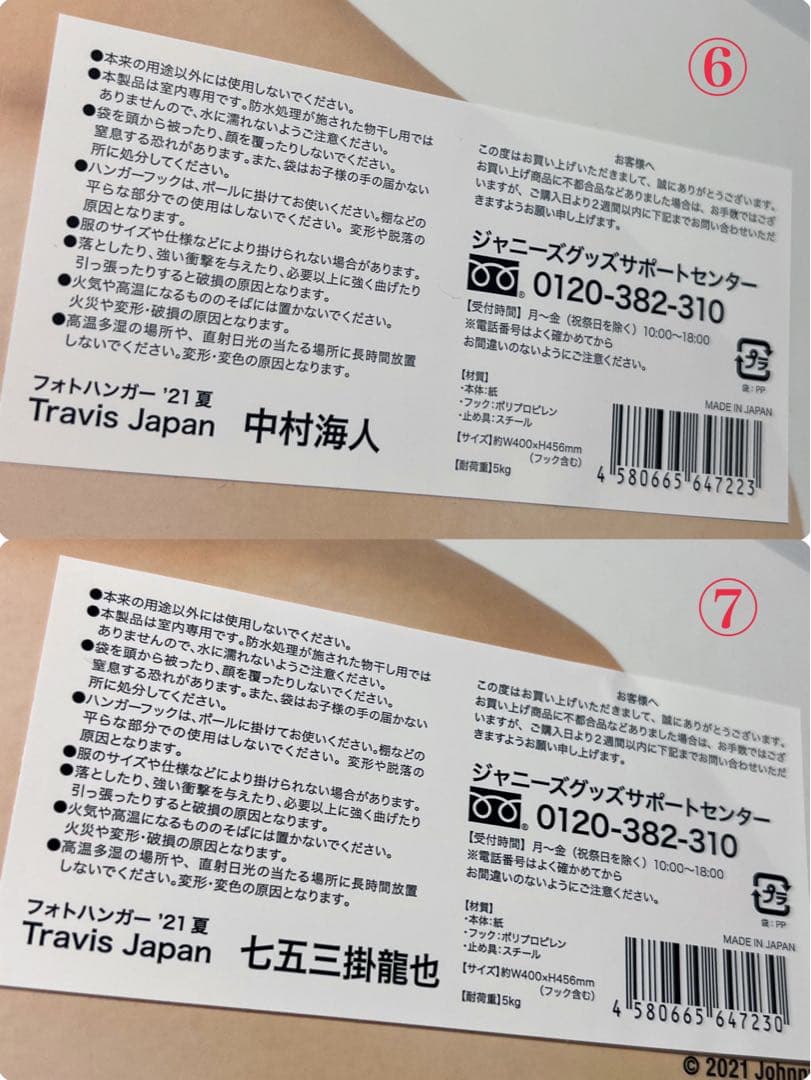 ⑥
●本来の用途以外には使用しないでください。
●本製品は室内専用です。防水処理が施された物干し用では
ありませんので、水に濡れないようご注意ください。
●袋を頭から被ったり、顔を覆ったりしないでください。
窒息する恐れがあります。また、袋はお子様の手の届かない
所に処分してください。
●ハンガーフックは、ポールに掛けてお使いください。棚などの
平らな部分での使用はしないでください。変形や脱落の
原因となります。
●服のサイズや仕様などにより掛けられない場合があります。
●落としたり、強い衝撃を与えたり、必要以上に強く曲げたり
引っ張ったりすると破損の原因となります。
●火気や高温になるもののそばには置かないでください。
火災や変形・破損の原因となります。
●高温多湿の場所や、直射日光の当たる場所に長時間放置
しないでください。変形・変色の原因となります。
フォトハンガー '21 夏
Travis Japan 中村海人
お客様へ
この度はお買い上げいただきまして、誠にありがとうございます。
お買い上げ商品に不都合品などありました場合は、お手数ではござ
いますが、ご購入日より2週間以内に下記までお問い合わせいただ
きますようお願い申し上げます。
ジャニーズグッズサポートセンター
0120-382-310
【受付時間】月〜金（祝祭日を除く）10:00〜18:00
※電話番号はよく確かめてから
お間違いのないようにご注意ください。
プラ
袋：PP
【材質】
・本体：紙
・フック：ポリプロピレン
・止め具：スチール
【サイズ】約W400×H456mm
（フック含む）
【耐荷重】5kg
MADE IN JAPAN
4 580665 647223
⑦
●本来の用途以外には使用しないでください。
●本製品は室内専用です。防水処理が施された物干し用では
ありませんので、水に濡れないようご注意ください。
●袋を頭から被ったり、顔を覆ったりしないでください。
窒息する恐れがあります。また、袋はお子様の手の届かない
所に処分してください。
●ハンガーフックは、ポールに掛けてお使いください。棚などの
平らな部分での使用はしないでください。変形や脱落の
原因となります。
●服のサイズや仕様などにより掛けられない場合があります。
●落としたり、強い衝撃を与えたり、必要以上に強く曲げたり
引っ張ったりすると破損の原因となります。
●火気や高温になるもののそばには置かないでください。
火災や変形・破損の原因となります。
●高温多湿の場所や、直射日光の当たる場所に長時間放置
しないでください。変形・変色の原因となります。
フォトハンガー '21 夏
Travis Japan 七五三掛龍也
お客様へ
この度はお買い上げいただきまして、誠にありがとうございます。
お買い上げ商品に不都合品などありました場合は、お手数ではござ
いますが、ご購入日より2週間以内に下記までお問い合わせいただ
きますようお願い申し上げます。
ジャニーズグッズサポートセンター
0120-382-310
【受付時間】月〜金（祝祭日を除く）10:00〜18:00
※電話番号はよく確かめてから
お間違いのないようにご注意ください。
プラ
袋：PP
【材質】
・本体：紙
・フック：ポリプロピレン
・止め具：スチール
【サイズ】約W400×H456mm
（フック含む）
【耐荷重】5kg
MADE IN JAPAN
4 580665 647230
© 2021 Johnn